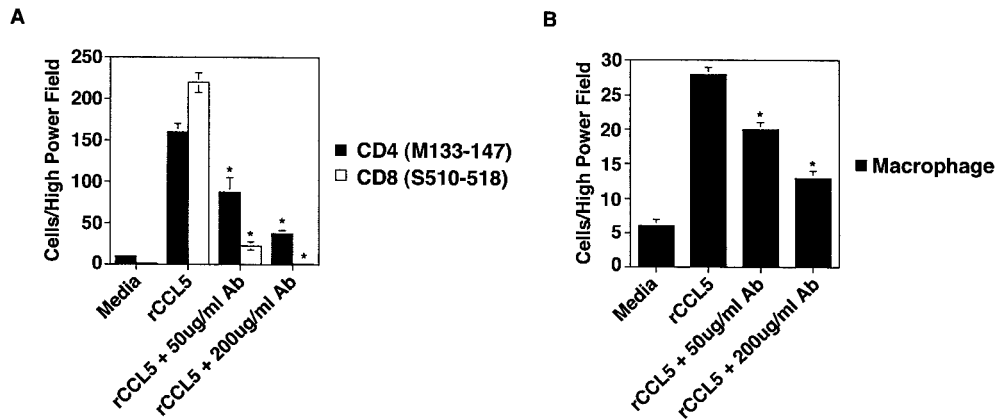 A
Cells/High Power Field
250
200
150
100
50
0
*
*
*
*
Media
rCCL5
rCCL5 + 50ug/ml Ab
rCCL5 + 200ug/ml Ab
CD4 (M133-147)
CD8 (S510-518)
B
Cells/High Power Field
30
25
20
15
10
5
0
*
*
Media
rCCL5
rCCL5 + 50ug/ml Ab
rCCL5 + 200ug/ml Ab
Macrophage